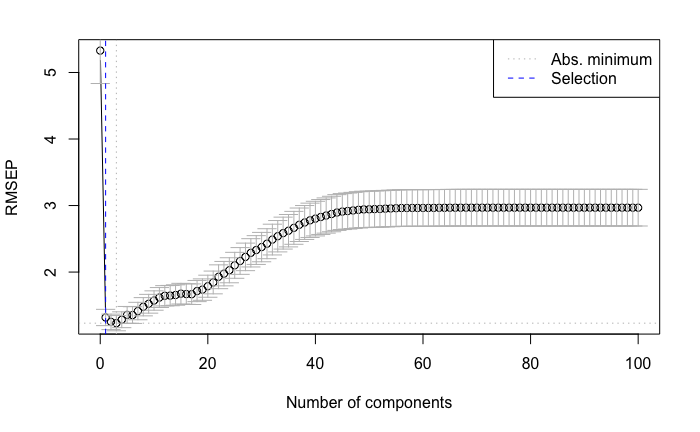 Abs. minimum
Selection
5
4
3
2
RMSEP
0 20 40 60 80 100
Number of components